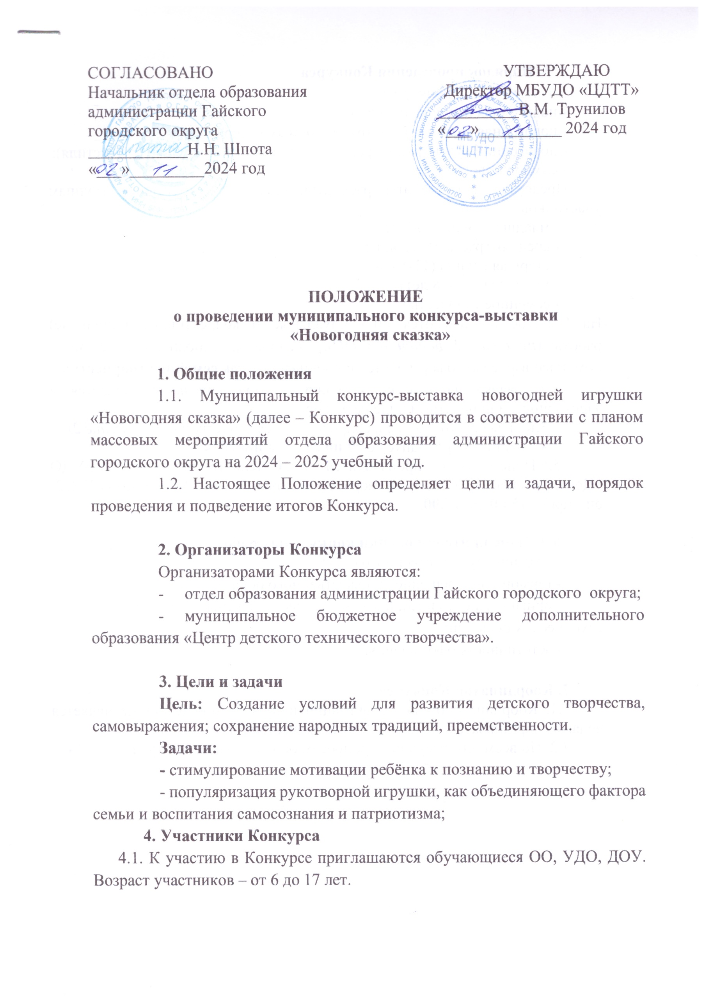 СОГЛАСОВАНО
Начальник отдела образования
администрации Гайского
городского округа
____________Н.Н. Шпота
«02»  11  2024 год
УТВЕРЖДАЮ
Директор МБУДО «ЦДТТ»
__________В.М. Трунилов
«02»  11  2024 год
МБУДО
"ЦДТТ"
ИНН 5604008700
ПОЛОЖЕНИЕ
о проведении муниципального конкурса-выставки
«Новогодняя сказка»
1. Общие положения
1.1. Муниципальный конкурс-выставка новогодней игрушки
«Новогодняя сказка» (далее – Конкурс) проводится в соответствии с планом
массовых мероприятий отдела образования администрации Гайского
городского округа на 2024 – 2025 учебный год.
1.2. Настоящее Положение определяет цели и задачи, порядок
проведения и подведение итогов Конкурса.
2. Организаторы Конкурса
Организаторами Конкурса являются:
- отдел образования администрации Гайского городского округа;
- муниципальное бюджетное учреждение дополнительного
образования «Центр детского технического творчества».
3. Цели и задачи
Цель: Создание условий для развития детского творчества,
самовыражения; сохранение народных традиций, преемственности.
Задачи:
- стимулирование мотивации ребёнка к познанию и творчеству;
- популяризация рукотворной игрушки, как объединяющего фактора
семьи и воспитания самосознания и патриотизма;
4. Участники Конкурса
4.1. К участию в Конкурсе приглашаются обучающиеся ОО, УДО, ДОУ.
Возраст участников – от 6 до 17 лет.